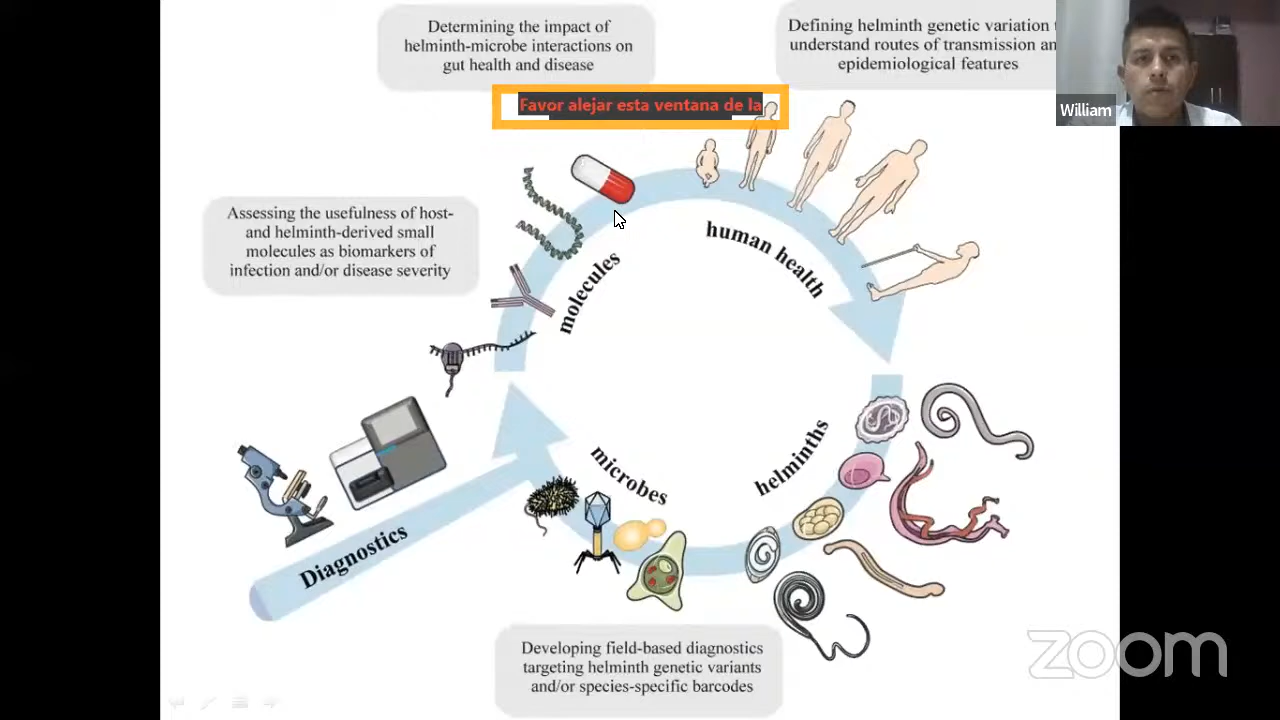 Determining the impact of
helminth-microbe interactions on
gut health and disease
Defining helminth genetic variation
understand routes of transmission
epidemiological features
William
Favor alejar esta ventana de la
Assessing the usefulness of host-
and helminth-derived small
molecules as biomarkers of
infection and/or disease severity
molecules
human health
microbes
helminths
Diagnostics
Developing field-based diagnostics
targeting helminth genetic variants
and/or species-specific barcodes
zoom